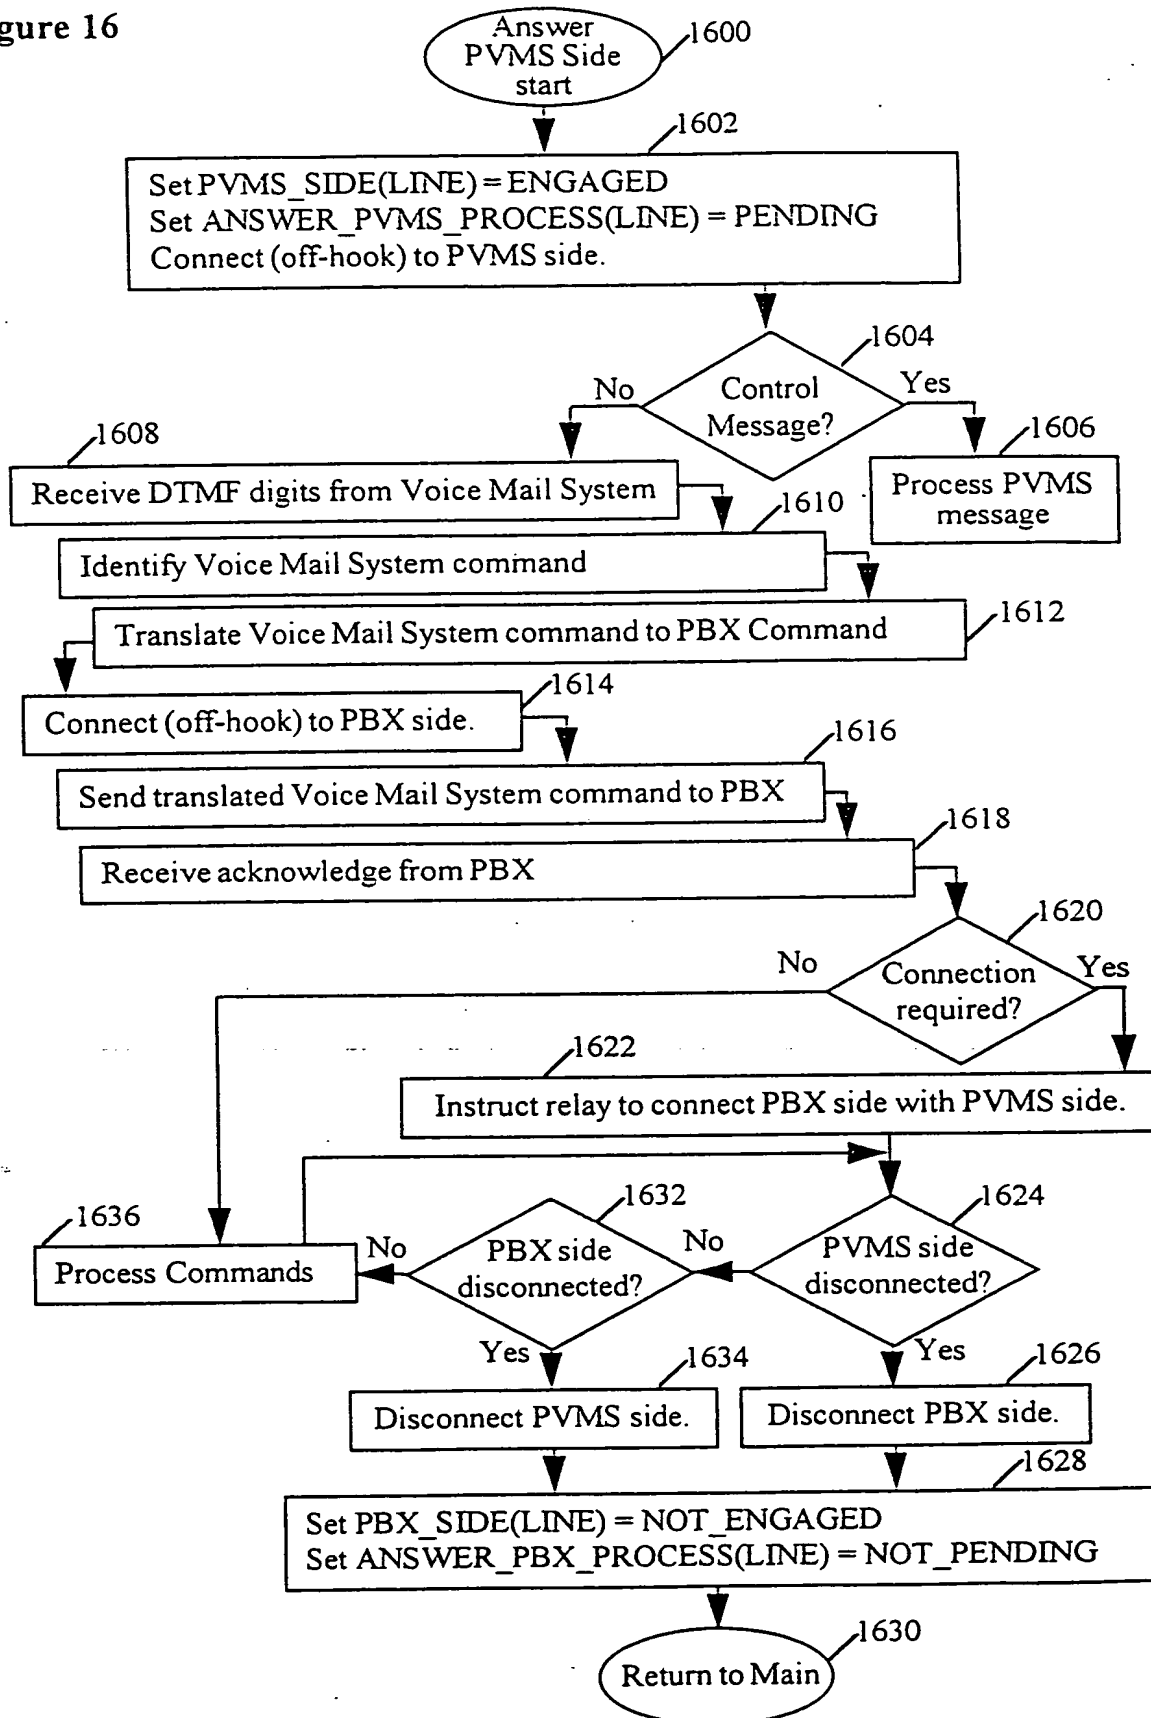 gure 16
Answer
PVMS Side
start
1600
1602
Set PVMS_SIDE(LINE) = ENGAGED
Set ANSWER_PVMS_PROCESS(LINE) = PENDING
Connect (off-hook) to PVMS side.
1604
No
Control
Message?
Yes
1608
1606
Receive DTMF digits from Voice Mail System
Process PVMS
message
1610
Identify Voice Mail System command
Translate Voice Mail System command to PBX Command
1612
1614
Connect (off-hook) to PBX side.
1616
Send translated Voice Mail System command to PBX
1618
Receive acknowledge from PBX
1620
No
Connection
required?
Yes
1622
Instruct relay to connect PBX side with PVMS side.
1636
1632
1624
Process Commands
No
PBX side
disconnected?
No
PVMS side
disconnected?
Yes
1634
Yes
1626
Disconnect PVMS side.
Disconnect PBX side.
1628
Set PBX_SIDE(LINE) = NOT_ENGAGED
Set ANSWER_PBX_PROCESS(LINE) = NOT_PENDING
1630
Return to Main